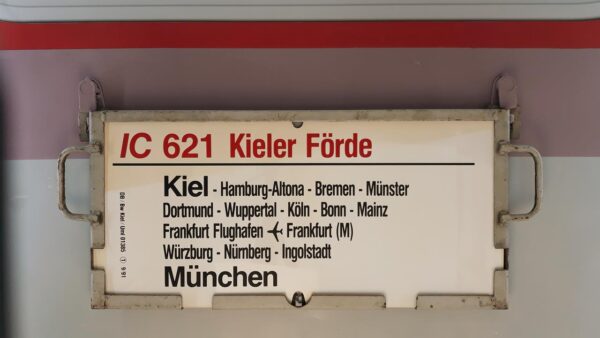 IC 621 Kieler Förde
Kiel - Hamburg-Altona - Bremen - Münster
Dortmund - Wuppertal - Köln - Bonn - Mainz
Frankfurt Flughafen ✈ Frankfurt (M)
Würzburg - Nürnberg - Ingolstadt
München